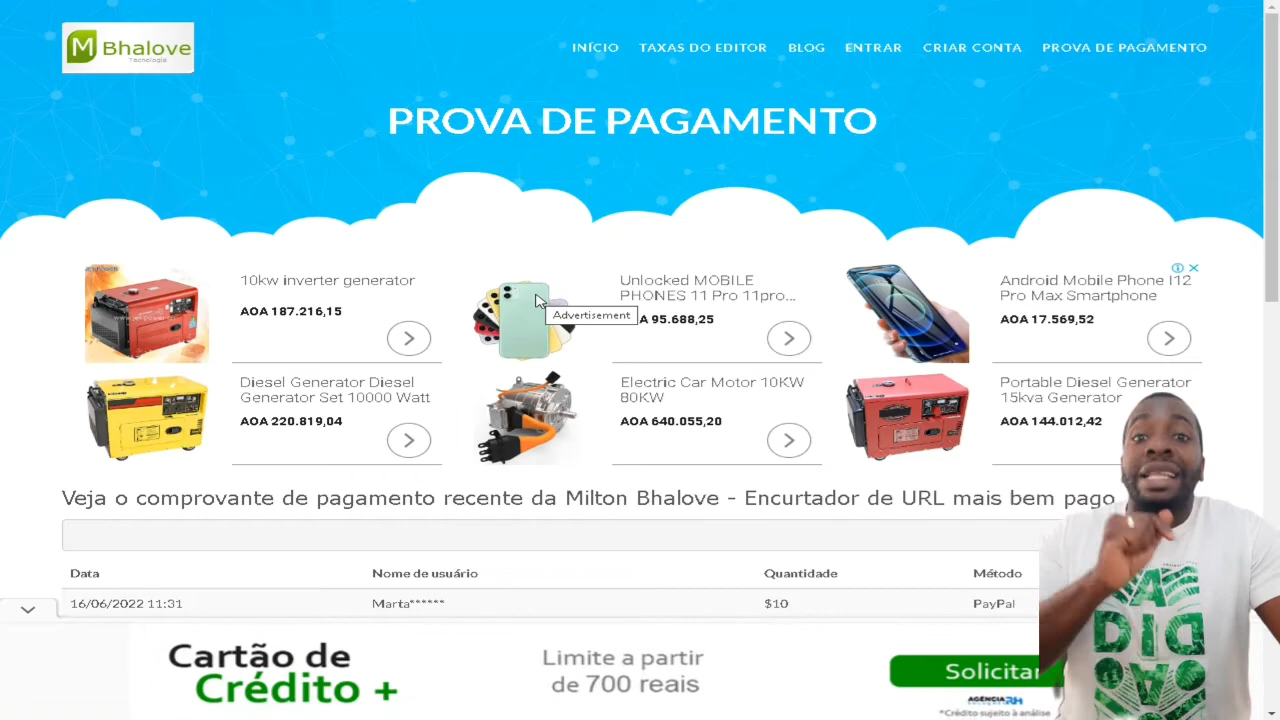 M Bhalove
Tecnologia
INÍCIO TAXAS DO EDITOR BLOG ENTRAR CRIAR CONTA PROVA DE PAGAMENTO
PROVA DE PAGAMENTO
10kw inverter generator
AOA 187.216,15
Unlocked MOBILE
PHONES 11 Pro 11pro...
A 95.688,25
Advertisement
Android Mobile Phone I12
Pro Max Smartphone
AOA 17.569,52
Diesel Generator Diesel
Generator Set 10000 Watt
AOA 220.819,04
Electric Car Motor 10KW
80KW
AOA 640.055,20
Portable Diesel Generator
15kva Generator
AOA 144.012,42
Veja o comprovante de pagamento recente da Milton Bhalove - Encurtador de URL mais bem pago
Data Nome de usuário Quantidade Método
16/06/2022 11:31 Marta****** $10 PayPal
Cartão de
Crédito +
Limite a partir
de 700 reais
Solicitar
AGÊNCIA RH
*Crédito sujeito à análise